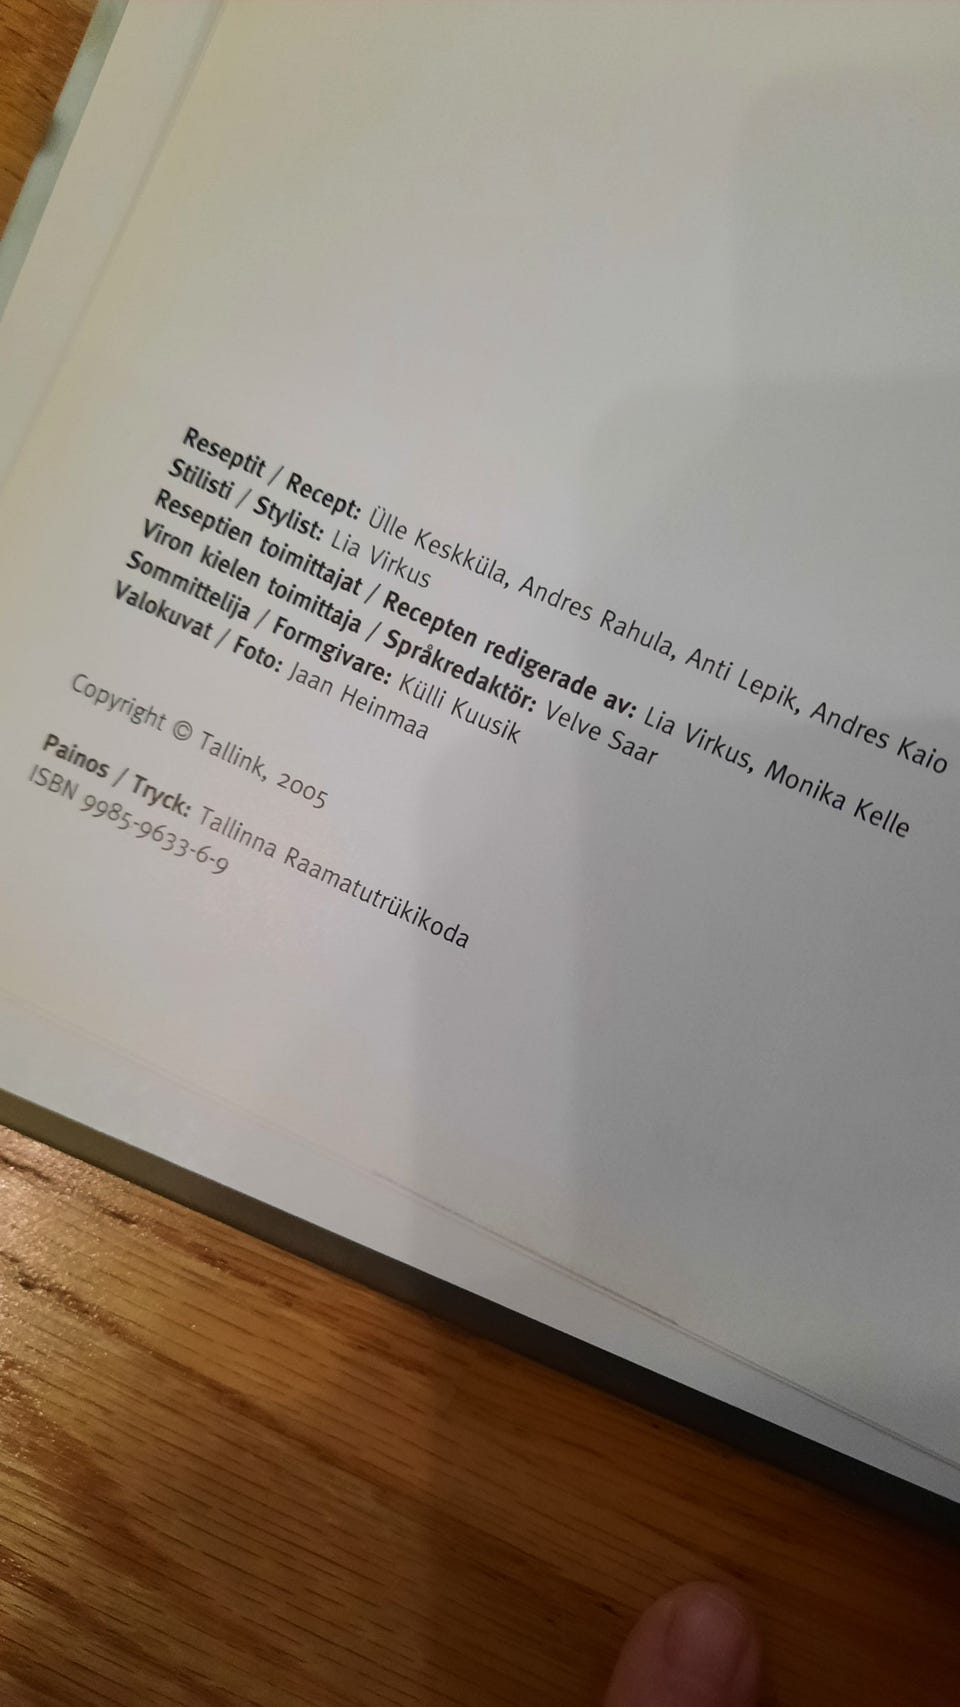 Reseptit / Recept: Ülle Keskküla, Andres Rahula, Anti Lepik, Andres Kaio
Stilisti / Stylist: Lia Virkus
Reseptien toimittajat / Recepten redigerade av: Lia Virkus, Monika Kelle
Viron kielen toimittaja / Språkredaktör: Velve Saar
Sommittelija / Formgivare: Külli Kuusik
Valokuvat / Foto: Jaan Heinmaa
Copyright © Tallink, 2005
Painos / Tryck: Tallinna Raamatutrükikoda
ISBN 9985-9633-6-9